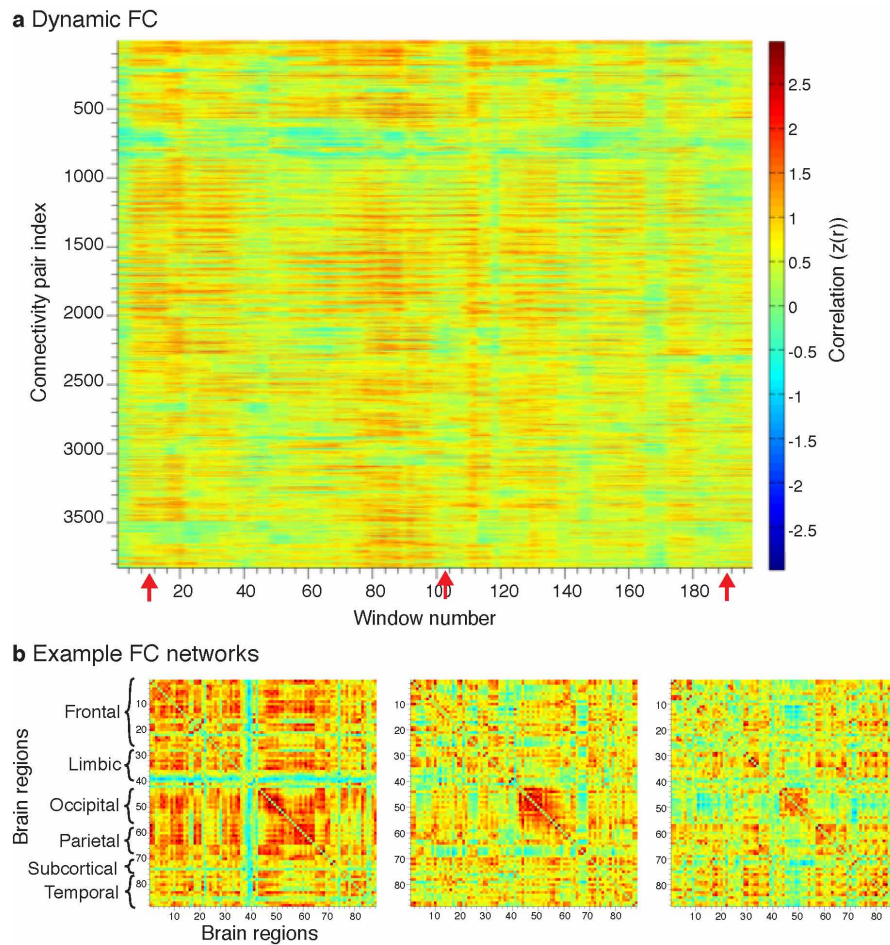 a Dynamic FC
Connectivity pair index
500
1000
1500
2000
2500
3000
3500
20 40 60 80 100 120 140 160 180
Window number
2.5
2
1.5
1
0.5
0
-0.5
-1
-1.5
-2
-2.5
Correlation (z(r))
b Example FC networks
Brain regions
Frontal
Limbic
Occipital
Parietal
Subcortical
Temporal
10
20
30
40
50
60
70
80
10 20 30 40 50 60 70 80
Brain regions
10
20
30
40
50
60
70
80
10 20 30 40 50 60 70 80
10
20
30
40
50
60
70
80
10 20 30 40 50 60 70 80